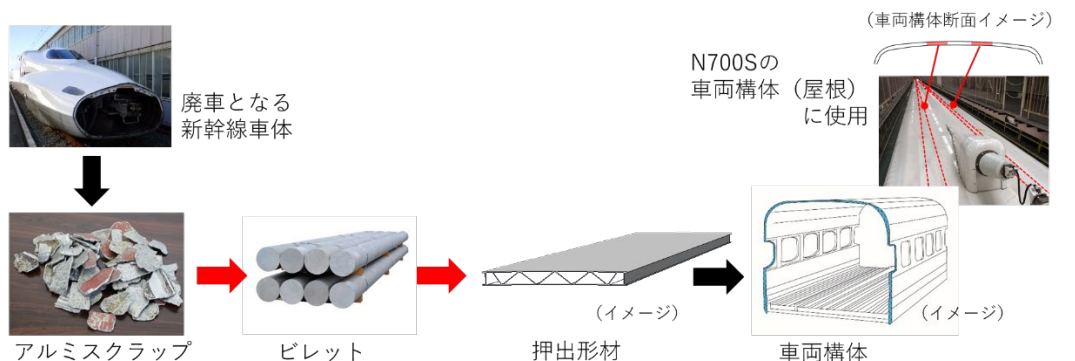 廃車となる
新幹線車体
（車両構体断面イメージ）
N700Sの
車両構体（屋根）
に使用
アルミスクラップ
ビレット
（イメージ）
押出形材
（イメージ）
車両構体